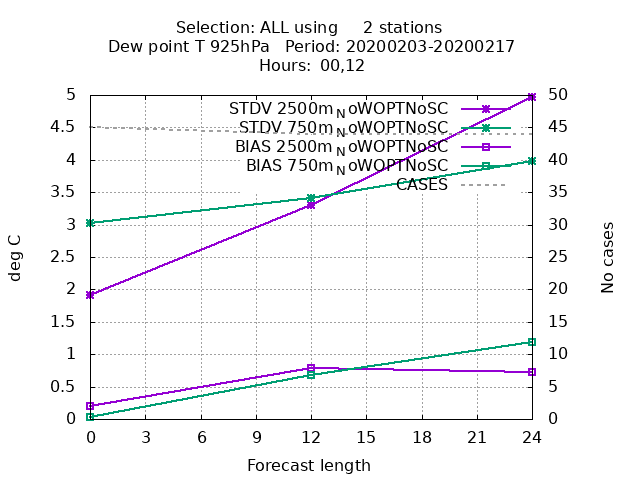 Selection: ALL using     2 stations
Dew point T 925hPa   Period: 20200203-20200217
Hours:  00,12
STDV 2500m_NoWOPTNoSC
STDV 750m_NoWOPTNoSC
BIAS 2500m_NoWOPTNoSC
BIAS 750m_NoWOPTNoSC
CASES
deg C
5
4.5
4
3.5
3
2.5
2
1.5
1
0.5
0
No cases
50
45
40
35
30
25
20
15
10
5
0
0 3 6 9 12 15 18 21 24
Forecast length